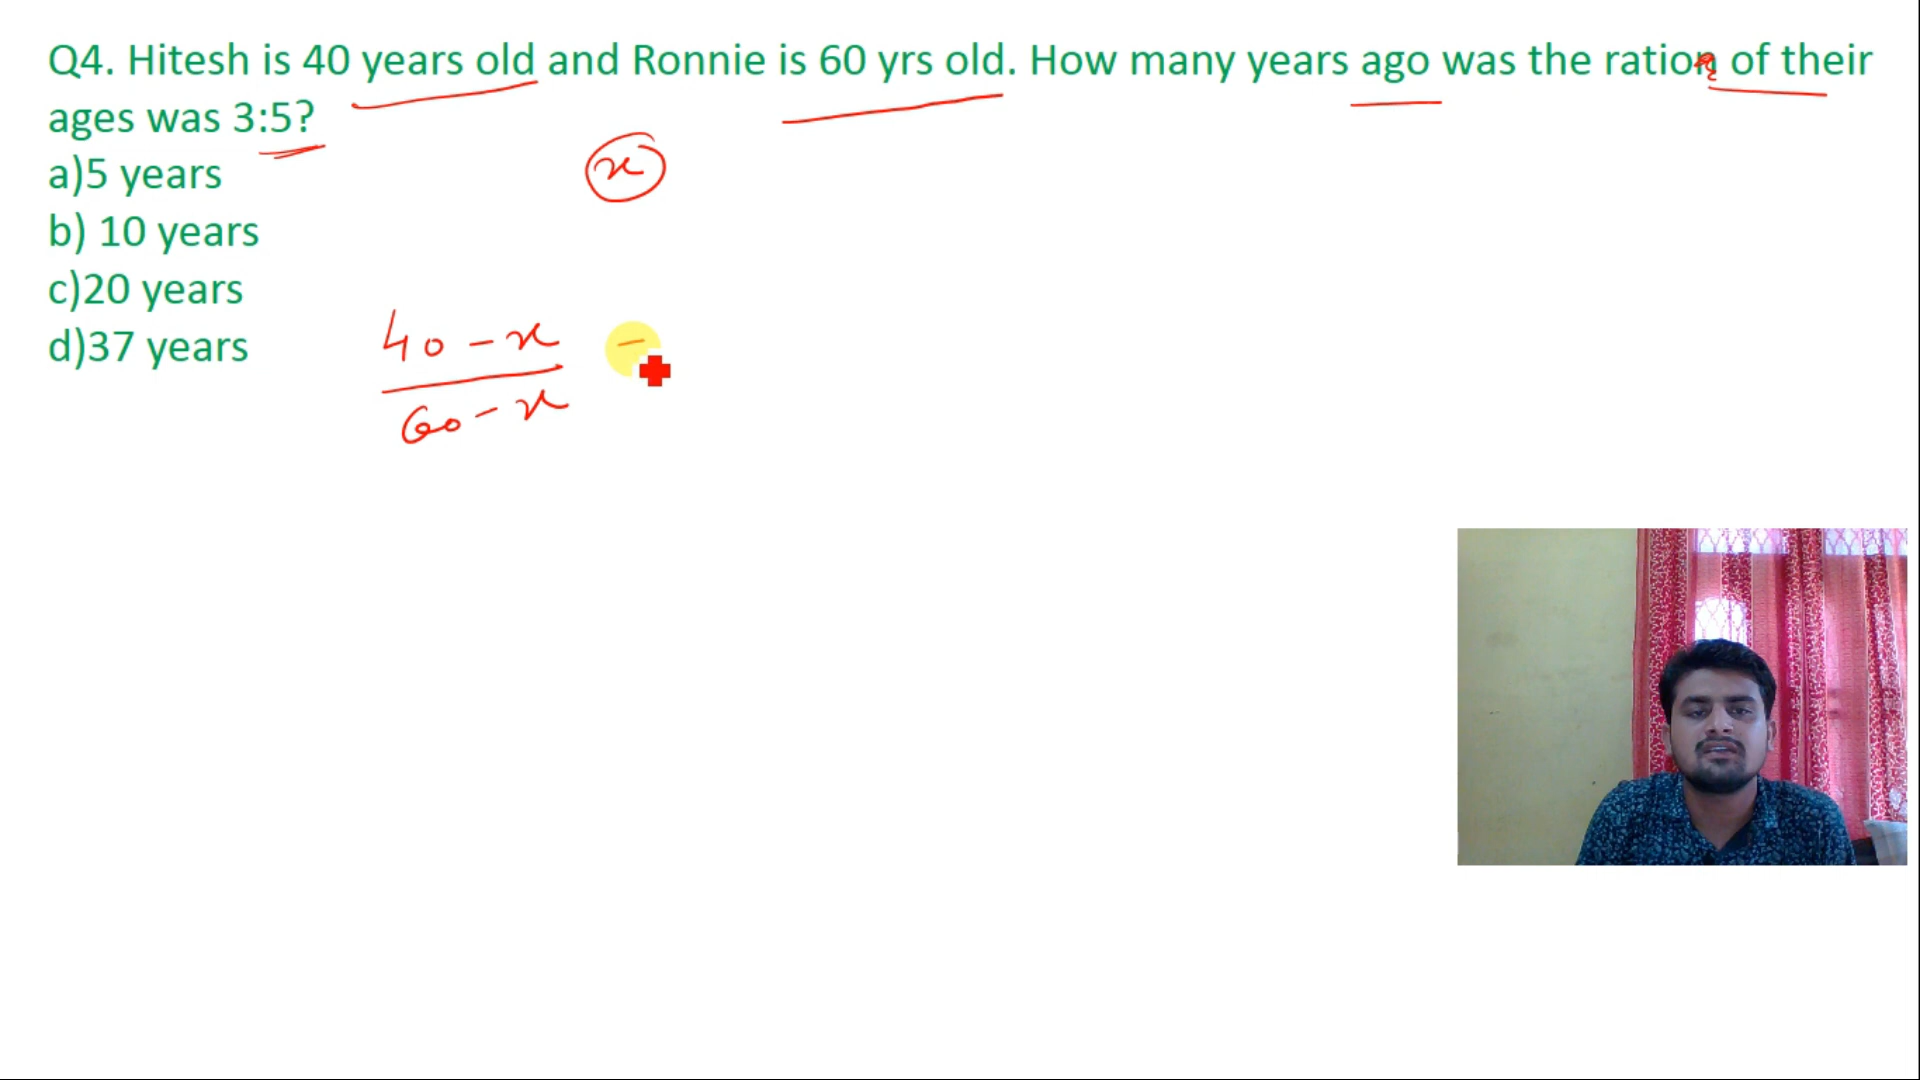 Q4. Hitesh is 40 years old and Ronnie is 60 yrs old. How many years ago was the ration of their
ages was 3:5?
x
a)5 years
b) 10 years
c)20 years
d)37 years
40 - x
60 - x